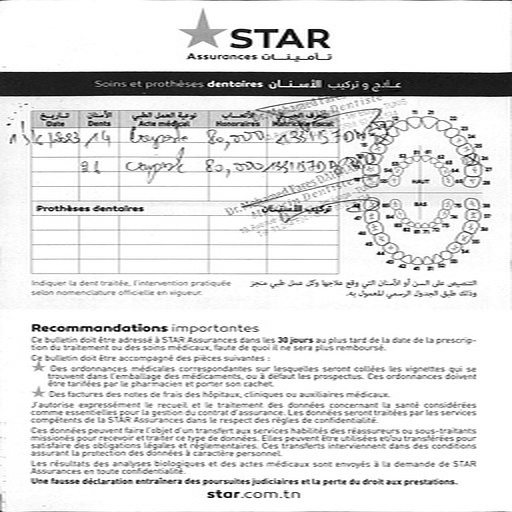 STAR
Assurances تأمينات
Soins et prothèses dentaires علاج و تركيب الأسنان
تاريخ الأسنان نوعية العمل الطبي الأتعاب
Date Dents Acte médical Honoraires Matricule fiscal
14 80,000
21 80,000
Prothèses dentaires تركيب الأسنان
HAUT
BAS
Indiquer la dent traitée, l'intervention pratiquée
selon nomenclature officielle en vigueur.
التنصيص على السن أو الأسنان التي وقع علاجها وكل عمل طبي منجز
وذلك طبق الجدول الرسمي المعمول به.
Recommandations importantes
Ce bulletin doit être adressé à STAR Assurances dans les 30 jours au plus tard de la date de la prescrip-
tion du traitement ou des soins médicaux, faute de quoi il ne sera plus remboursé.
Ce bulletin doit être accompagné des pièces suivantes :
Des ordonnances médicales correspondantes sur lesquelles seront collées les vignettes qui se
trouvent dans l'emballage des médicaments, ou à défaut les prospectus. Ces ordonnances doivent
être tarifées par le pharmacien et porter son cachet.
Des factures des notes de frais des hôpitaux, cliniques ou auxiliaires médicaux.
J'autorise expressément le recueil et le traitement des données concernant la santé considérées
comme essentielles pour la gestion du contrat d'assurance. Les données seront traitées par les services
compétents de la STAR Assurances dans le respect des règles de confidentialité.
Ces données peuvent faire l'objet d'un transfert aux services habilités des réassureurs ou sous-traitants
missionés pour recevoir et traiter ce type de données. Elles peuvent être utilisées et/ou transférées pour
satisfaire des obligations légales et réglementaires. Ces transferts interviennent dans des conditions
assurant la protection des données à caractère personnel.
Les résultats des analyses biologiques et des actes médicaux sont envoyés à la demande de STAR
Assurances en toute confidentialité.
Une fausse déclaration entraînera des poursuites judiciaires et la perte du droit aux prestations.
star.com.tn